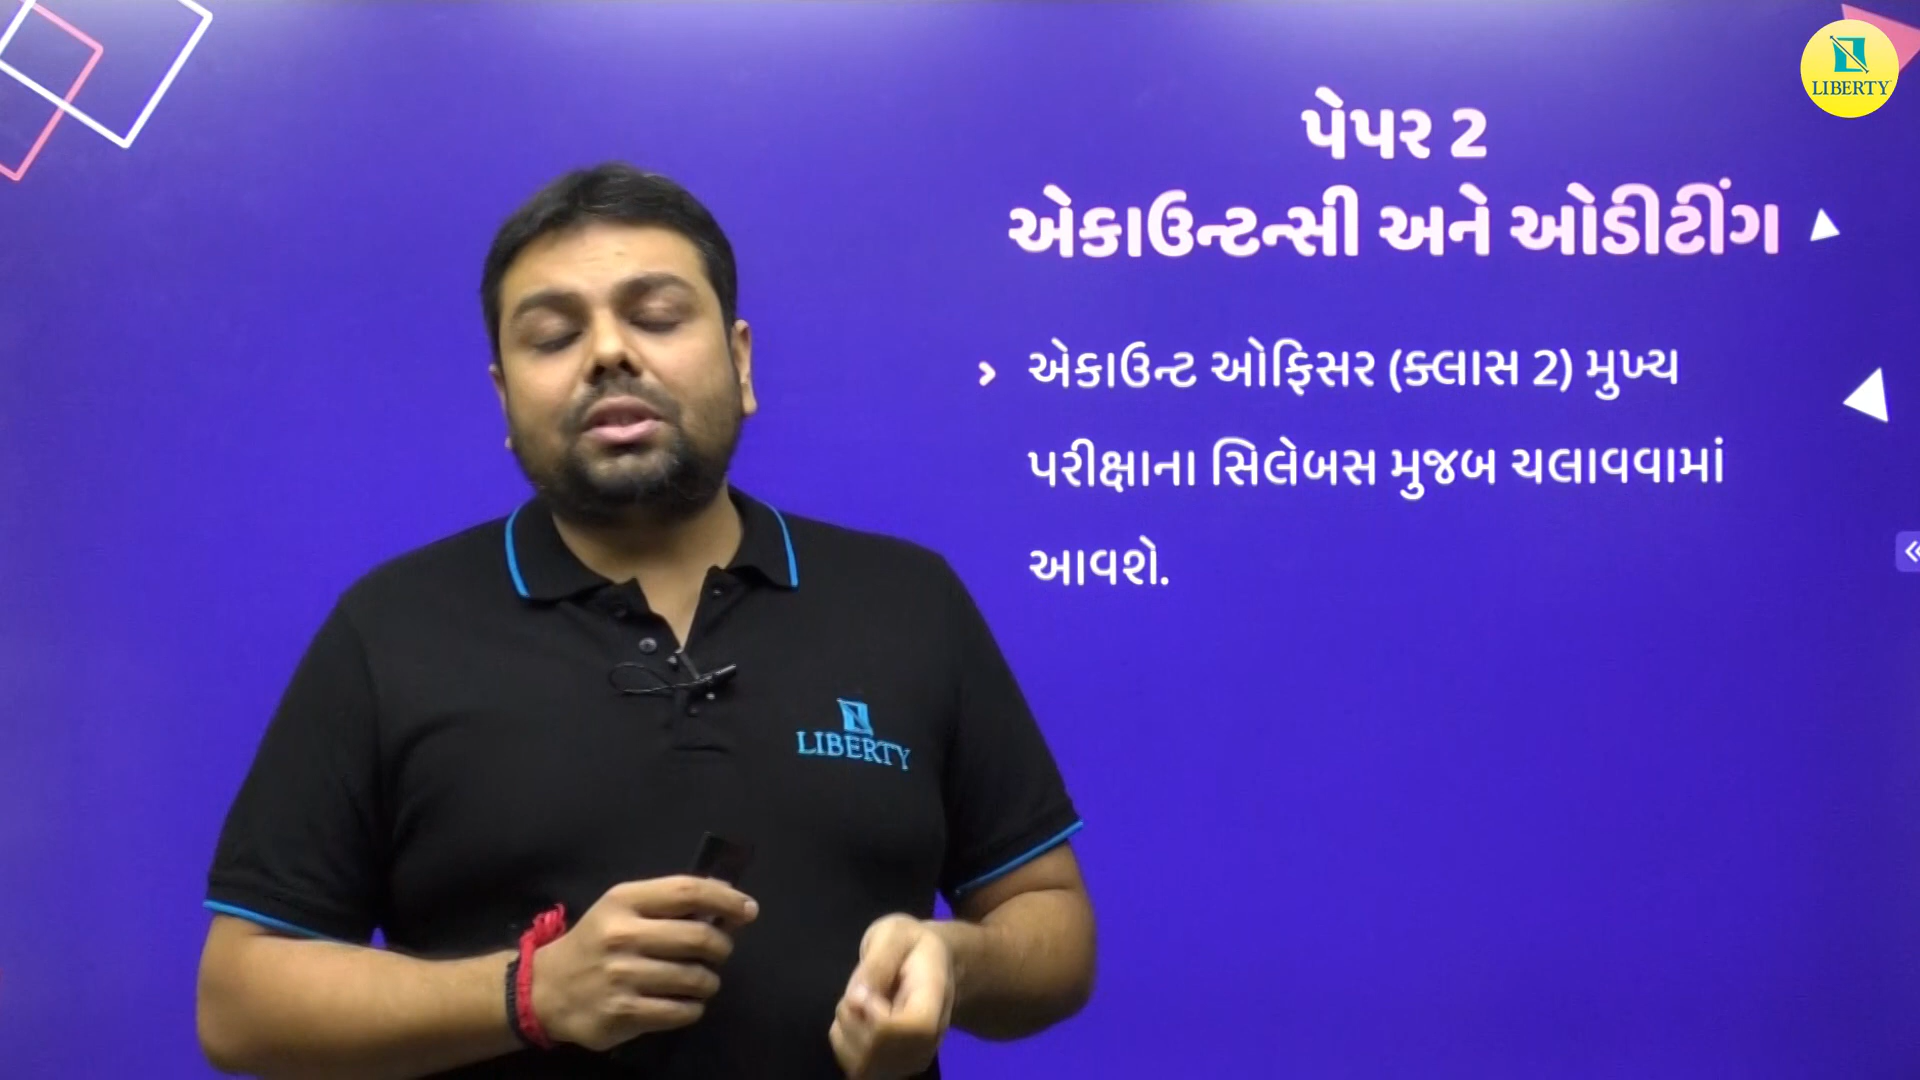 LIBERTY
પેપર 2
એકાઉન્ટન્સી અને ઓડીટીંગ
› એકાઉન્ટ ઓફિસર (ક્લાસ 2) મુખ્ય
પરીક્ષાના સિલેબસ મુજબ ચલાવવામાં
આવશે.
LIBERTY